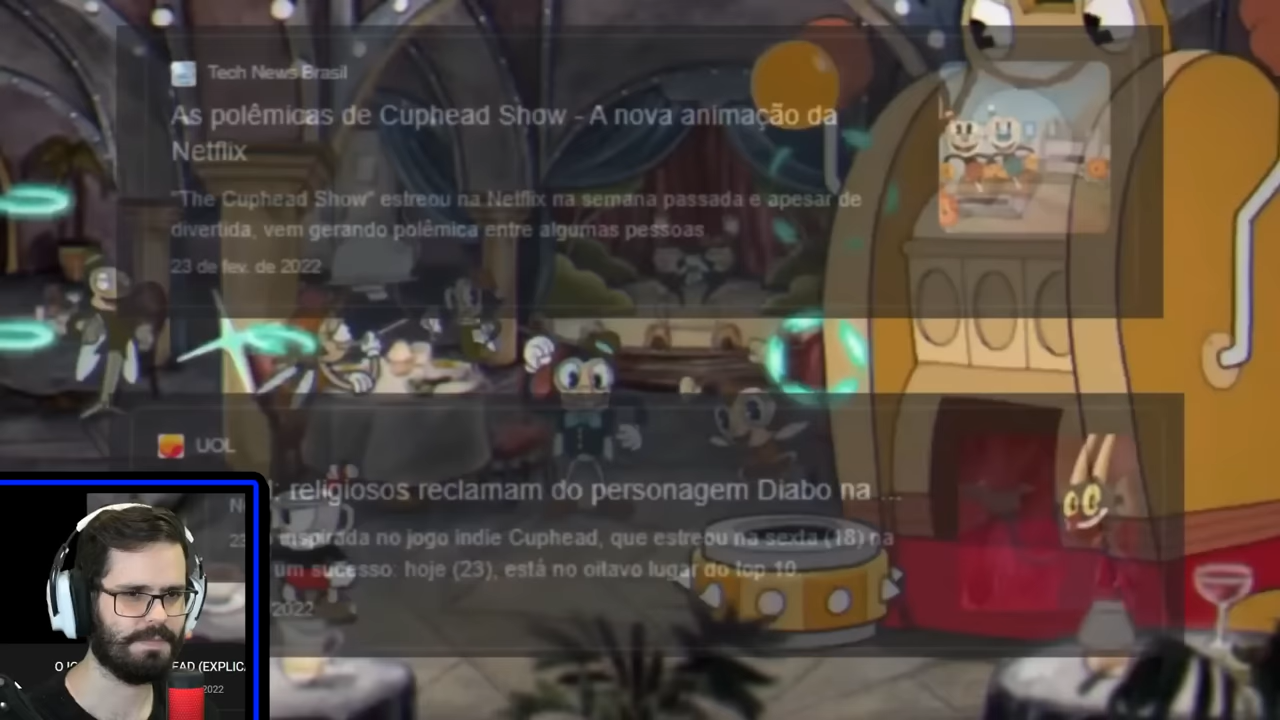 Tech News Brasil
As polêmicas de Cuphead Show - A nova animação da
Netflix
"The Cuphead Show" estreou na Netflix na semana passada e apesar de
divertida, vem gerando polêmica entre algumas pessoas
23 de fev. de 2022
UOL
religiosos reclamam do personagem Diabo na ...
inspirada no jogo indie Cuphead, que estreou na sexta (18) na
um sucesso: hoje (23), está no oitavo lugar do top 10
2022
EAD (EXPLICA
2022